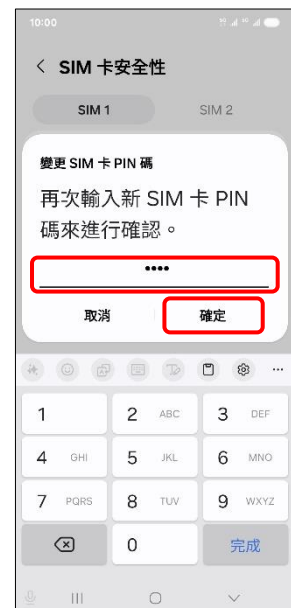 10:00
SIM 卡安全性
SIM 1 SIM 2
變更 SIM 卡 PIN 碼
再次輸入新 SIM 卡 PIN
碼來進行確認。
••••
取消 確定
1 2 ABC 3 DEF
4 GHI 5 JKL 6 MNO
7 PQRS 8 TUV 9 WXYZ
0 完成